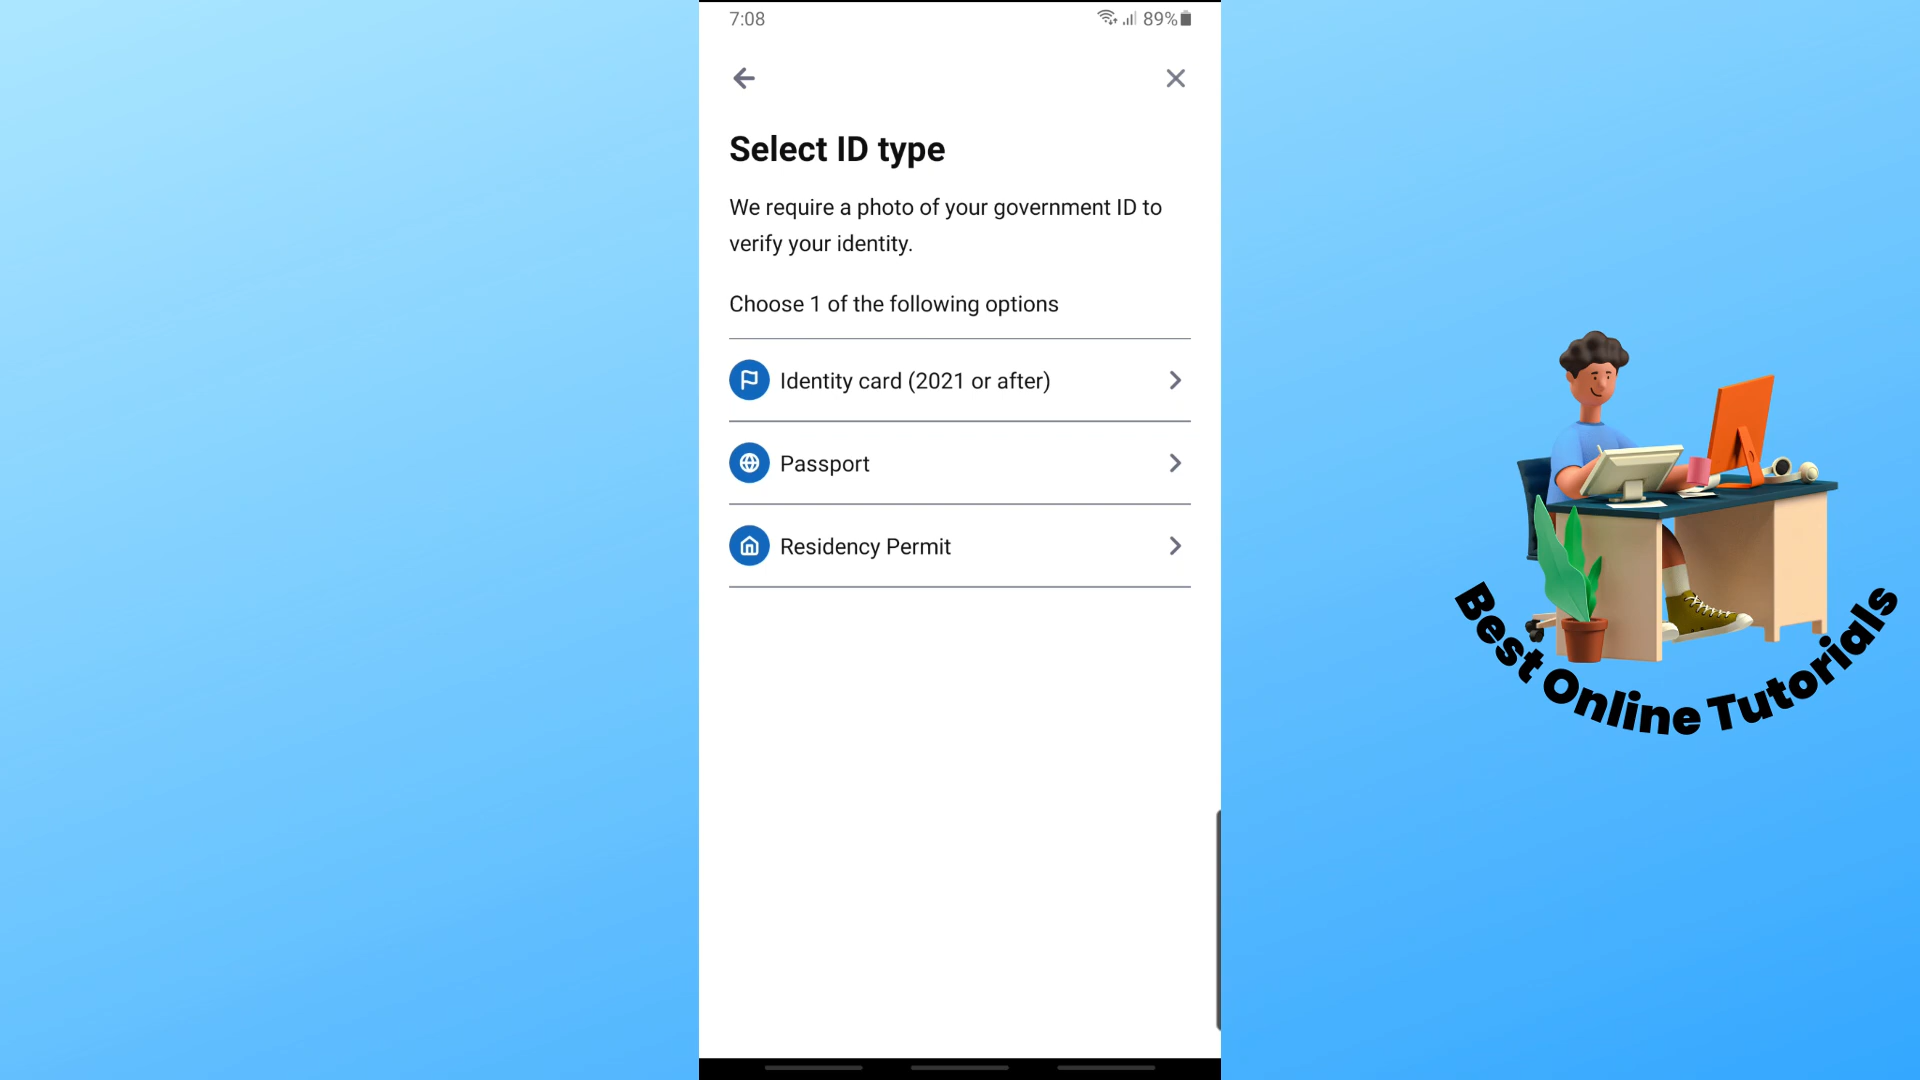 7:08
89%
Select ID type
We require a photo of your government ID to
verify your identity.
Choose 1 of the following options
Identity card (2021 or after)
Passport
Residency Permit
Best Online Tutorials